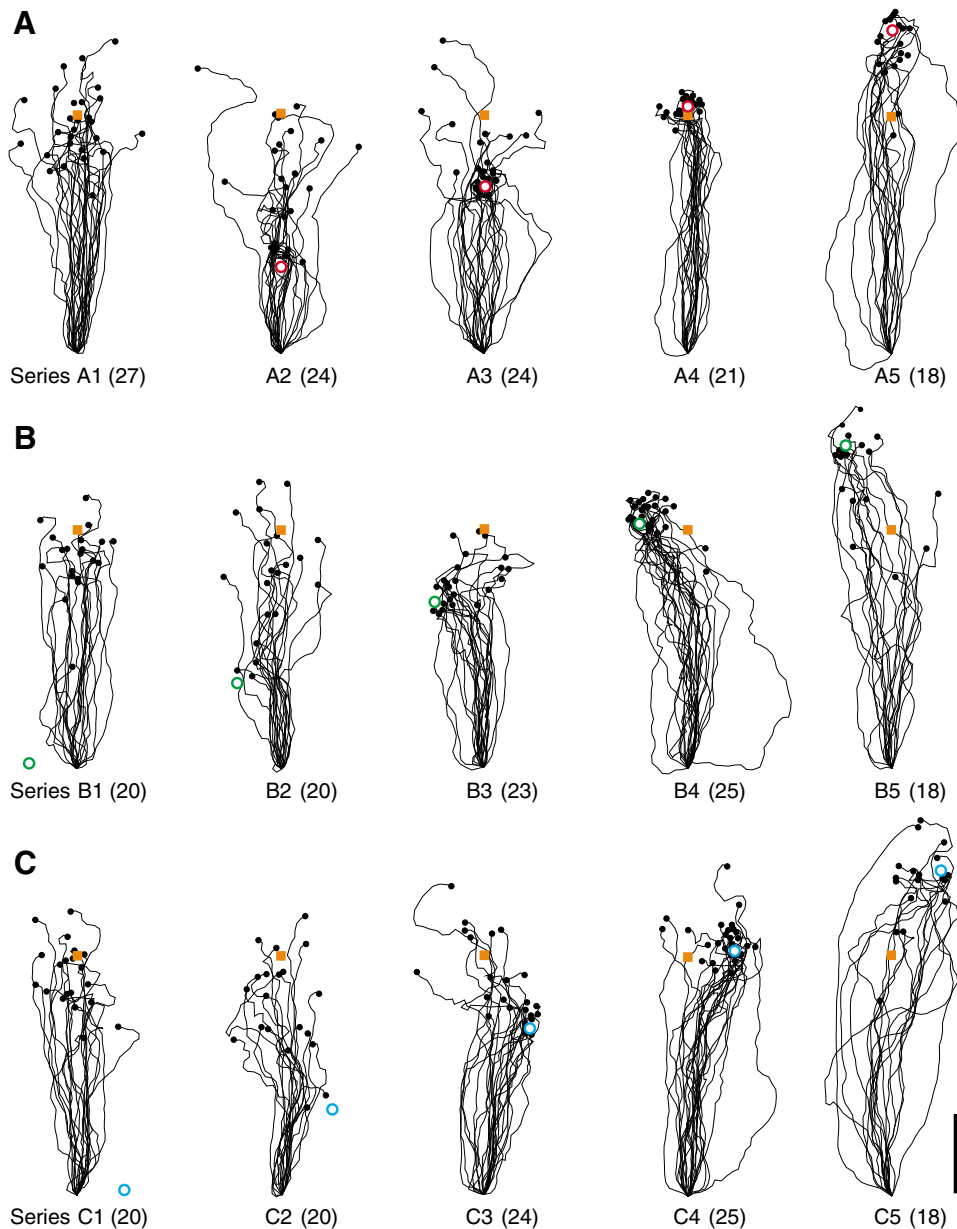 A
Series A1 (27) A2 (24) A3 (24) A4 (21) A5 (18)
B
Series B1 (20) B2 (20) B3 (23) B4 (25) B5 (18)
C
Series C1 (20) C2 (20) C3 (24) C4 (25) C5 (18)